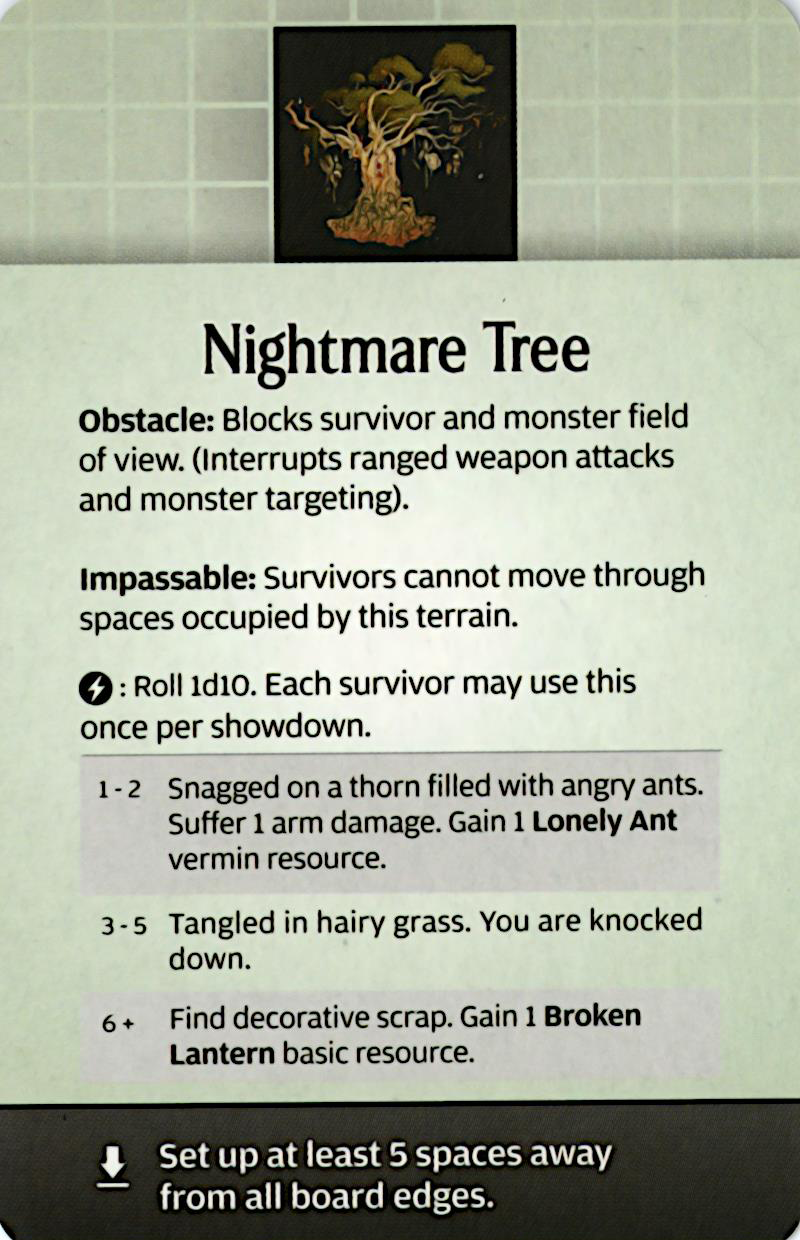 Nightmare Tree
Obstacle: Blocks survivor and monster field
of view. (Interrupts ranged weapon attacks
and monster targeting).
Impassable: Survivors cannot move through
spaces occupied by this terrain.
: Roll 1d10. Each survivor may use this
once per showdown.
1-2 Snagged on a thorn filled with angry ants.
Suffer 1 arm damage. Gain 1 Lonely Ant
vermin resource.
3-5 Tangled in hairy grass. You are knocked
down.
6+ Find decorative scrap. Gain 1 Broken
Lantern basic resource.
Set up at least 5 spaces away
from all board edges.